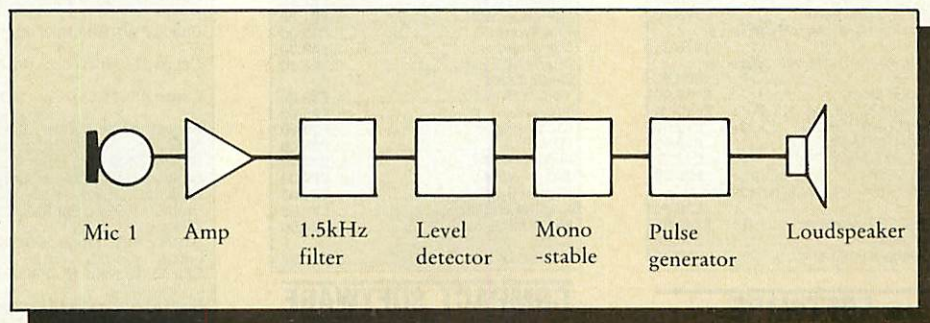 Mic 1
Amp
1.5kHz
filter
Level
detector
Mono
-stable
Pulse
generator
Loudspeaker